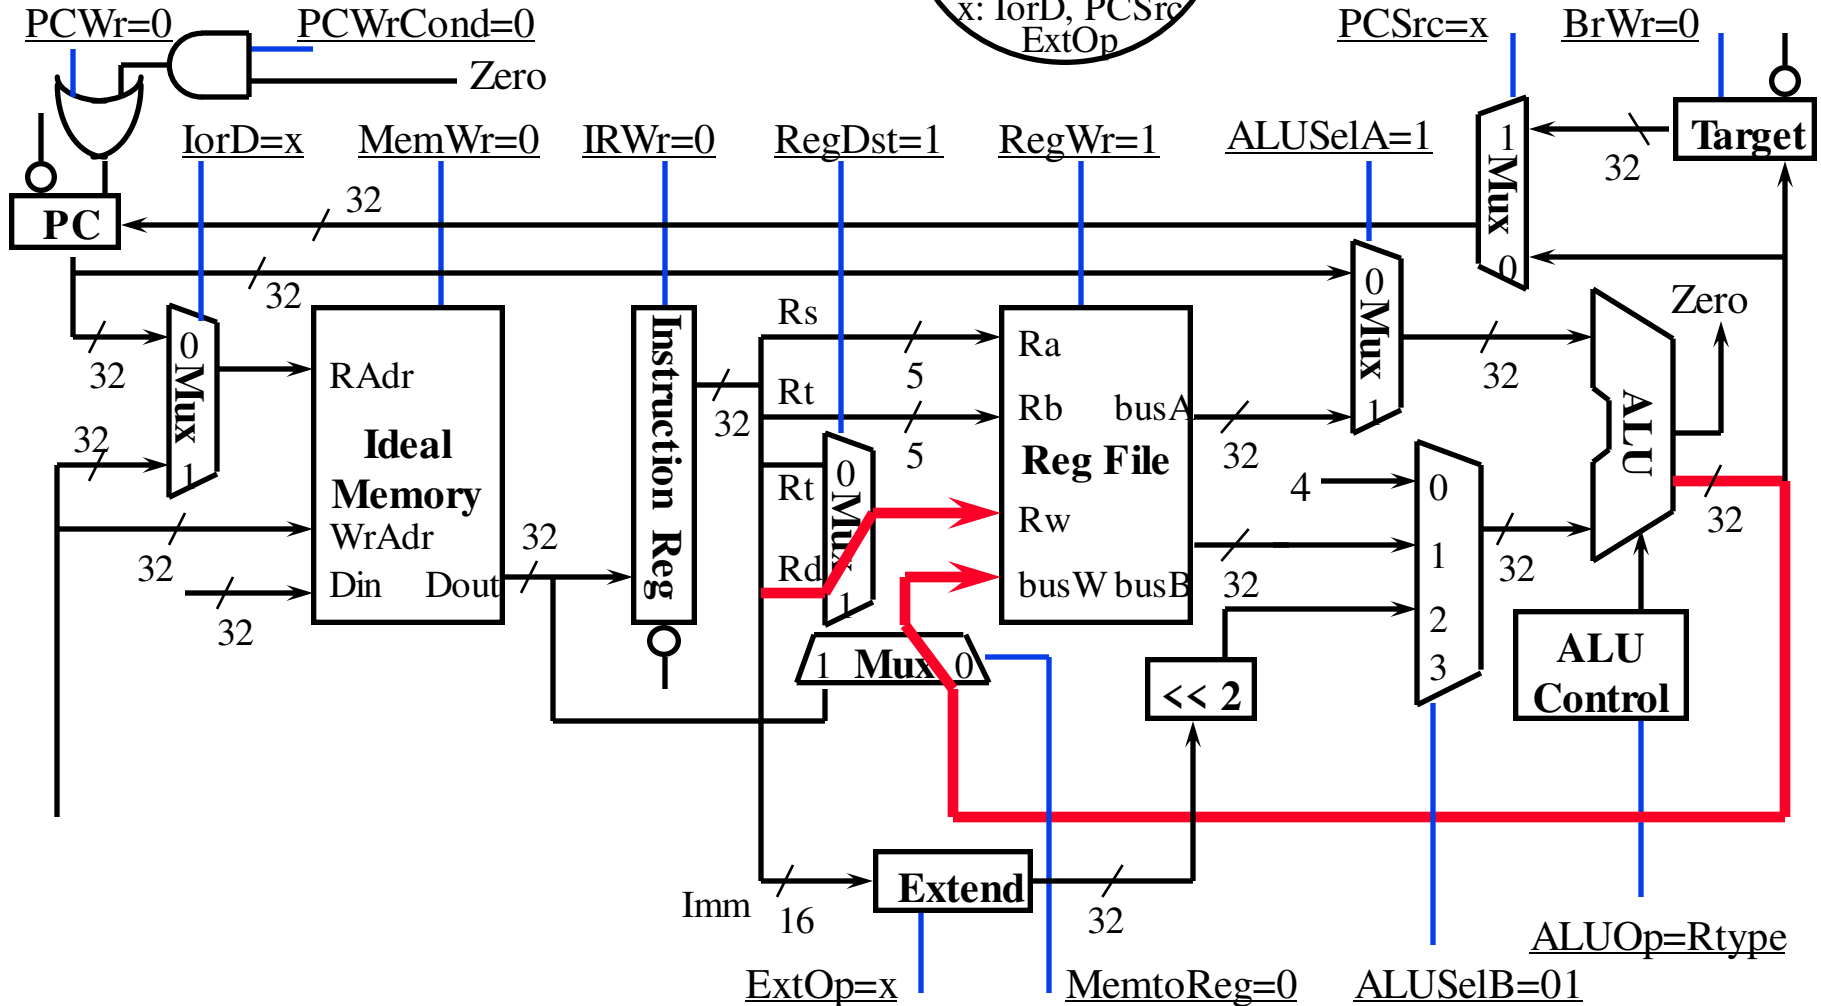 x: IorD, PCSrc
ExtOp
PCWr=0
PCWrCond=0
PCSrc=x
BrWr=0
Zero
IorD=x
MemWr=0
IRWr=0
RegDst=1
RegWr=1
ALUSelA=1
1
Mux
0
32
Target
PC
32
32
32
0
Mux
1
32
RAdr
Ideal
Memory
WrAdr
Din
Dout
32
32
32
Instruction Reg
32
Rs
5
Rt
5
Rt
Rd
0
Mux
1
Ra
Rb
busA
Reg File
Rw
busW
busB
32
32
0
Mux
1
32
4
0
1
2
3
32
ALU
Zero
32
1
Mux
0
<< 2
ALU
Control
Imm
16
Extend
32
ALUOp=Rtype
ExtOp=x
MemtoReg=0
ALUSelB=01